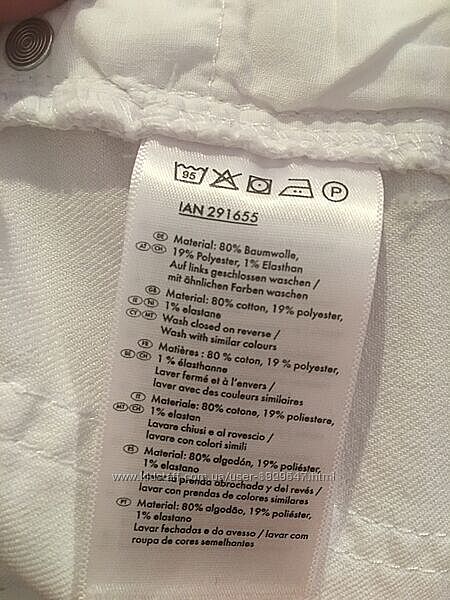 95
P
IAN 291655
DE Material: 80% Baumwolle,
AT CH 19% Polyester, 1% Elasthan
Auf links geschlossen waschen /
mit ähnlichen Farben waschen
GB Material: 80% cotton, 19% polyester,
IE NI 1% elastane
CY MT Wash closed on reverse /
Wash with similar colours
FR Matières : 80 % coton, 19 % polyester,
BE CH 1 % élasthanne
Laver fermé et à l'envers /
laver avec des couleurs similaires
IT Materiale: 80% cotone, 19% poliestere,
MT CH 1% elastan
Lavare chiusi e al rovescio /
lavare con colori simili
ES Material: 80% algodón, 19% poliéster,
1% elastano
prenda abrochada y del revés /
lavar con prendas de colores similares
PT Material: 80% algodão, 19% poliéster,
1% elastano
Lavar fechadas e do avesso / lavar com
roupa de cores semelhantes